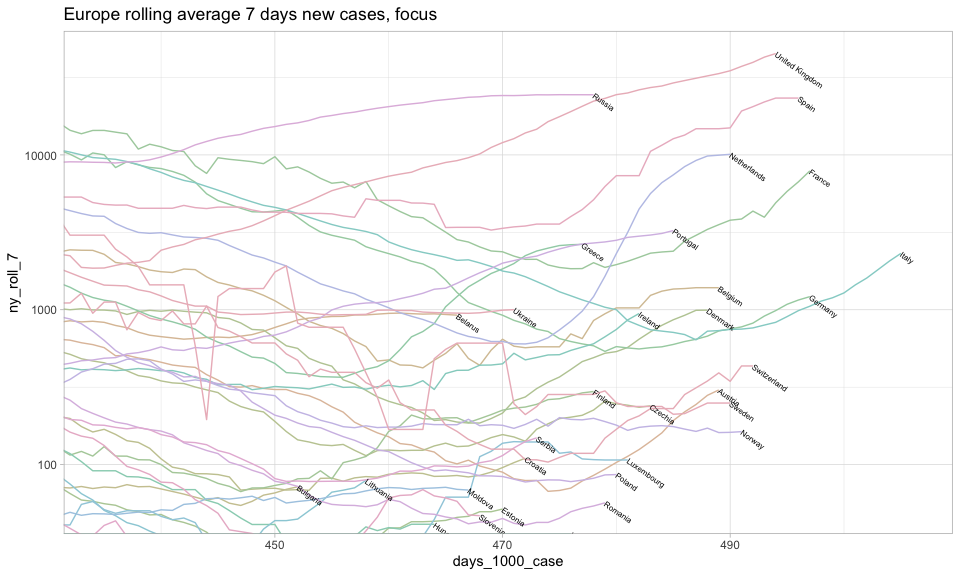 Europe rolling average 7 days new cases, focus
United Kingdom
Russia
Spain
10000
Netherlands
France
Portugal
Greece
Italy
Belgium
Germany
1000
Ukraine
Ireland
Denmark
Belarus
ny_roll_7
Switzerland
Finland
Austria
Czechia
Sweden
Norway
Serbia
100
Croatia
Luxembourg
Poland
Bulgaria
Lithuania
Moldova
Romania
Estonia
Slovenia
Hun
450
470
490
days_1000_case